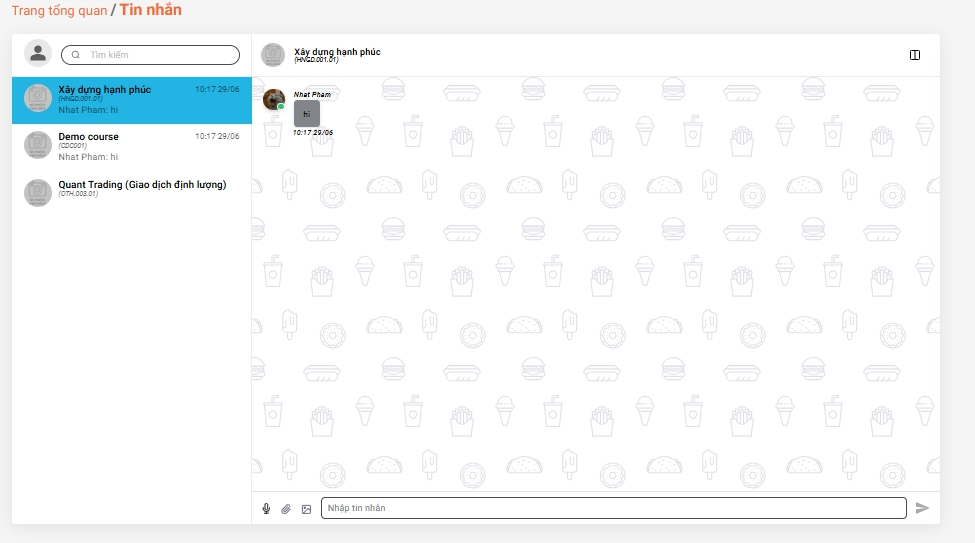 Trang tổng quan / Tin nhắn
Tìm kiếm
Xây dựng hạnh phúc
(HNGD.001.01)
Xây dựng hạnh phúc 10:17 29/06
(HNGD.001.01)
Nhat Pham: hi
Demo course 10:17 29/06
(CDC001)
Nhat Pham: hi
Quant Trading (Giao dịch định lượng)
(OTH.003.01)
Nhat Pham
hi
10:17 29/06
Nhập tin nhắn